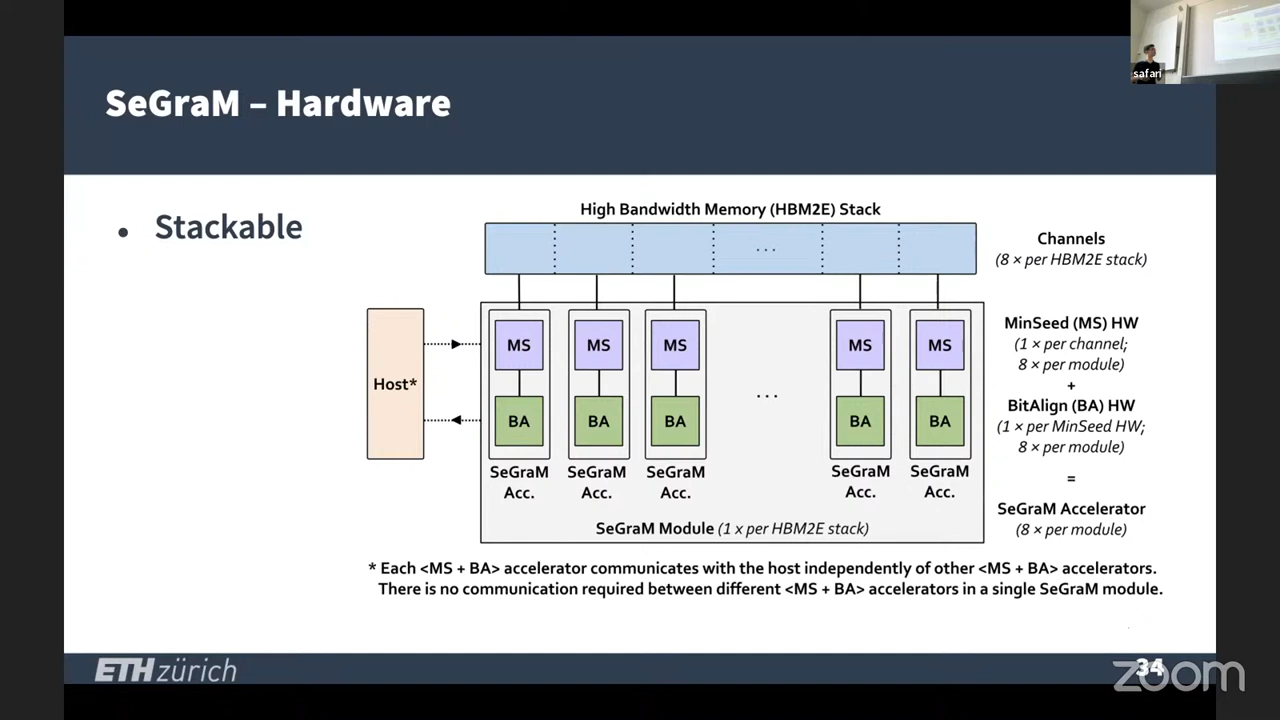 safari
SeGraM – Hardware
• Stackable
High Bandwidth Memory (HBM2E) Stack
...
Channels
(8 × per HBM2E stack)
Host*
MS MS MS MS MS
BA BA BA BA BA
...
SeGraM Acc.
SeGraM Acc.
SeGraM Acc.
SeGraM Acc.
SeGraM Acc.
SeGraM Module (1 x per HBM2E stack)
MinSeed (MS) HW
(1 × per channel;
8 × per module)
+
BitAlign (BA) HW
(1 × per MinSeed HW;
8 × per module)
=
SeGraM Accelerator
(8 × per module)
* Each <MS + BA> accelerator communicates with the host independently of other <MS + BA> accelerators.
There is no communication required between different <MS + BA> accelerators in a single SeGraM module.
ETH zürich
34
zoom